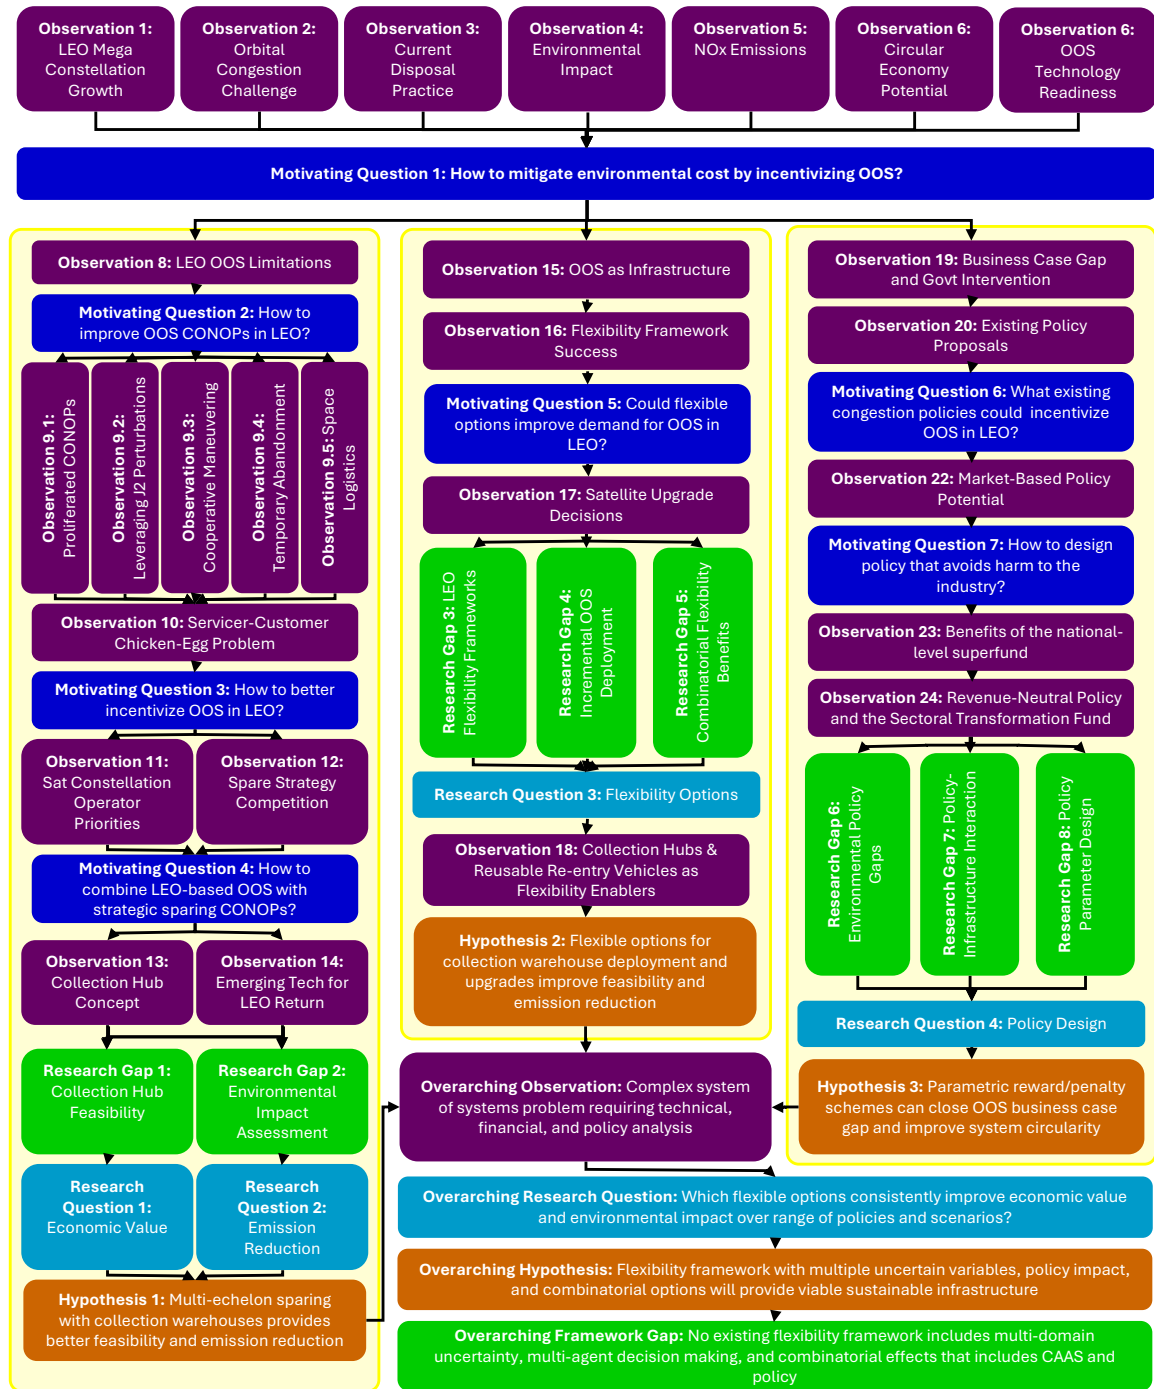 Observation 1:
LEO Mega
Constellation
Growth
Observation 2:
Orbital
Congestion
Challenge
Observation 3:
Current
Disposal
Practice
Observation 4:
Environmental
Impact
Observation 5:
NOx Emissions
Observation 6:
Circular
Economy
Potential
Observation 6:
OOS
Technology
Readiness
Motivating Question 1: How to mitigate environmental cost by incentivizing OOS?
Observation 8: LEO OOS Limitations
Motivating Question 2: How to
improve OOS CONOPs in LEO?
Observation 9.1:
Proliferated CONOPs
Observation 9.2:
Leveraging J2 Perturbations
Observation 9.3:
Cooperative Maneuvering
Observation 9.4:
Temporary Abandonment
Observation 9.5: Space
Logistics
Observation 10: Servicer-Customer
Chicken-Egg Problem
Motivating Question 3: How to better
incentivize OOS in LEO?
Observation 11:
Sat Constellation
Operator
Priorities
Observation 12:
Spare Strategy
Competition
Motivating Question 4: How to
combine LEO-based OOS with
strategic sparing CONOPs?
Observation 13:
Collection Hub
Concept
Observation 14:
Emerging Tech for
LEO Return
Research Gap 1:
Collection Hub
Feasibility
Research Gap 2:
Environmental
Impact
Assessment
Research
Question 1:
Economic Value
Research
Question 2:
Emission
Reduction
Hypothesis 1: Multi-echelon sparing
with collection warehouses provides
better feasibility and emission reduction
Observation 15: OOS as Infrastructure
Observation 16: Flexibility Framework
Success
Motivating Question 5: Could flexible
options improve demand for OOS in
LEO?
Observation 17: Satellite Upgrade
Decisions
Research Gap 3: LEO
Flexibility Frameworks
Research Gap 4:
Incremental OOS
Deployment
Research Gap 5:
Combinatorial Flexibility
Benefits
Research Question 3: Flexibility Options
Observation 18: Collection Hubs &
Reusable Re-entry Vehicles as
Flexibility Enablers
Hypothesis 2: Flexible options for
collection warehouse deployment and
upgrades improve feasibility and
emission reduction
Observation 19: Business Case Gap
and Govt Intervention
Observation 20: Existing Policy
Proposals
Motivating Question 6: What existing
congestion policies could incentivize
OOS in LEO?
Observation 22: Market-Based Policy
Potential
Motivating Question 7: How to design
policy that avoids harm to the
industry?
Observation 23: Benefits of the national-
level superfund
Observation 24: Revenue-Neutral Policy
and the Sectoral Transformation Fund
Research Gap 6:
Environmental Policy
Gaps
Research Gap 7: Policy-
Infrastructure Interaction
Research Gap 8: Policy
Parameter Design
Research Question 4: Policy Design
Hypothesis 3: Parametric reward/penalty
schemes can close OOS business case
gap and improve system circularity
Overarching Observation: Complex system
of systems problem requiring technical,
financial, and policy analysis
Overarching Research Question: Which flexible options consistently improve economic value
and environmental impact over range of policies and scenarios?
Overarching Hypothesis: Flexibility framework with multiple uncertain variables, policy impact,
and combinatorial options will provide viable sustainable infrastructure
Overarching Framework Gap: No existing flexibility framework includes multi-domain
uncertainty, multi-agent decision making, and combinatorial effects that includes CAAS and
policy